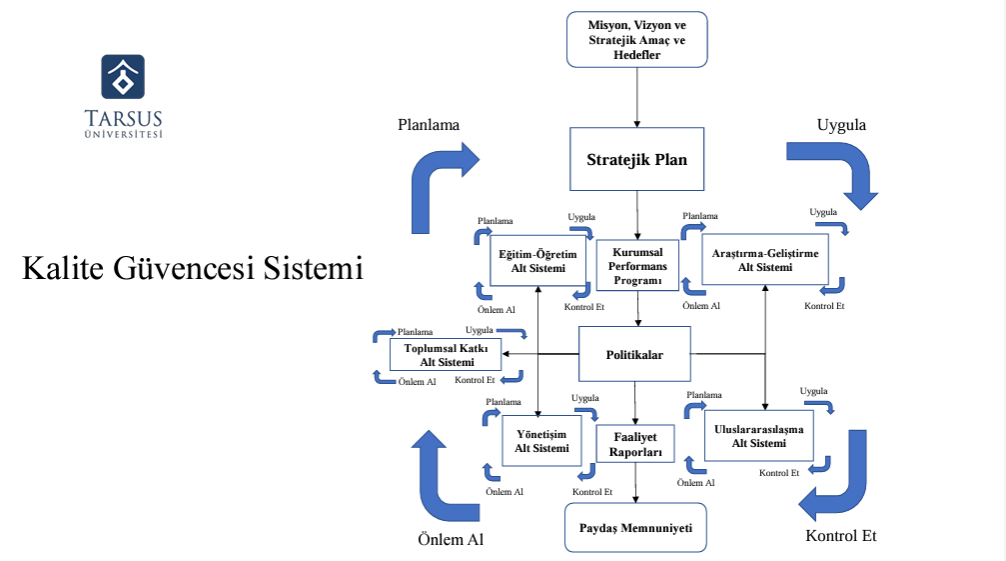 Misyon, Vizyon ve
Stratejik Amaç ve
Hedefler
TARSUS
ÜNİVERSİTESİ
Planlama
Uygula
Stratejik Plan
Planlama
Uygula
Planlama
Uygula
Eğitim-Öğretim
Alt Sistemi
Kurumsal
Performans
Programı
Araştırma-Geliştirme
Alt Sistemi
Kalite Güvencesi Sistemi
Önlem Al
Kontrol Et
Önlem Al
Kontrol Et
Planlama
Uygula
Toplumsal Katkı
Alt Sistemi
Politikalar
Önlem Al
Kontrol Et
Planlama
Uygula
Planlama
Uygula
Yönetişim
Alt Sistemi
Faaliyet
Raporları
Uluslararasılaşma
Alt Sistemi
Önlem Al
Kontrol Et
Önlem Al
Kontrol Et
Paydaş Memnuniyeti
Önlem Al
Kontrol Et